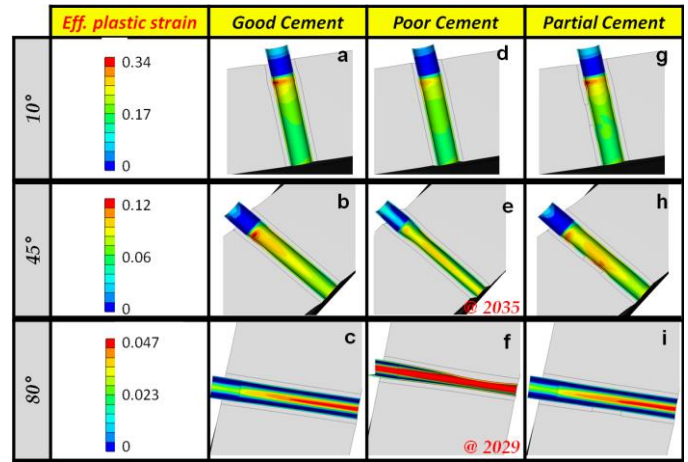 Eff. plastic strain Good Cement Poor Cement Partial Cement
10°
0.34
0.17
0
a
d
g
45°
0.12
0.06
0
b
e
@ 2035
h
80°
0.047
0.023
0
c
f
@ 2029
i